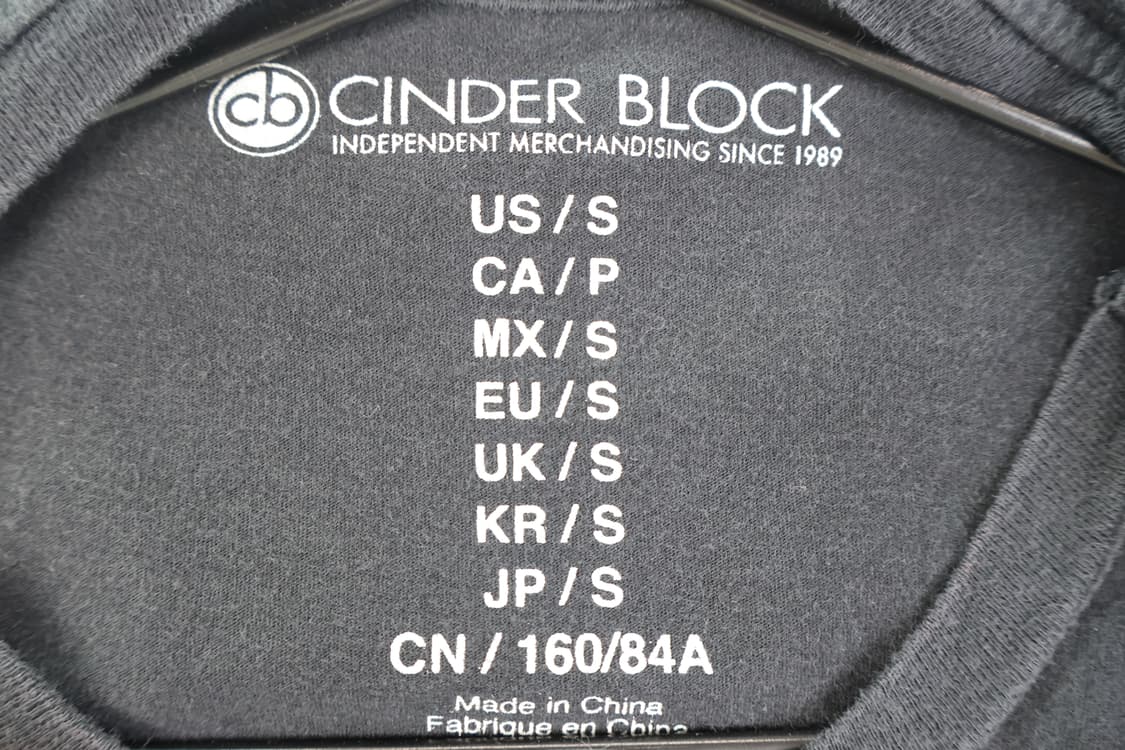 cb CINDER BLOCK
INDEPENDENT MERCHANDISING SINCE 1989
US / S
CA / P
MX / S
EU / S
UK / S
KR / S
JP / S
CN / 160/84A
Made in China
Fabrique en China